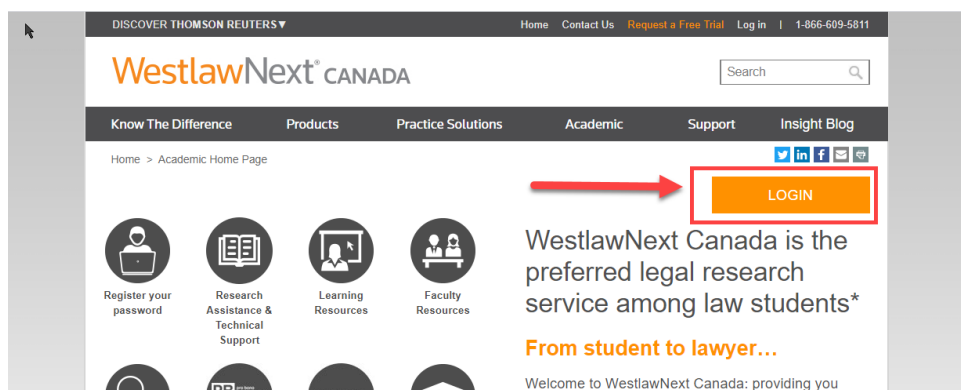 DISCOVER THOMSON REUTERS▼ Home Contact Us Request a Free Trial Log in | 1-866-609-5811
WestlawNext® CANADA
Search
Know The Difference Products Practice Solutions Academic Support Insight Blog
Home > Academic Home Page
LOGIN
Register your
password
Research
Assistance &
Technical
Support
Learning
Resources
Faculty
Resources
WestlawNext Canada is the
preferred legal research
service among law students*
From student to lawyer…
Welcome to WestlawNext Canada: providing you